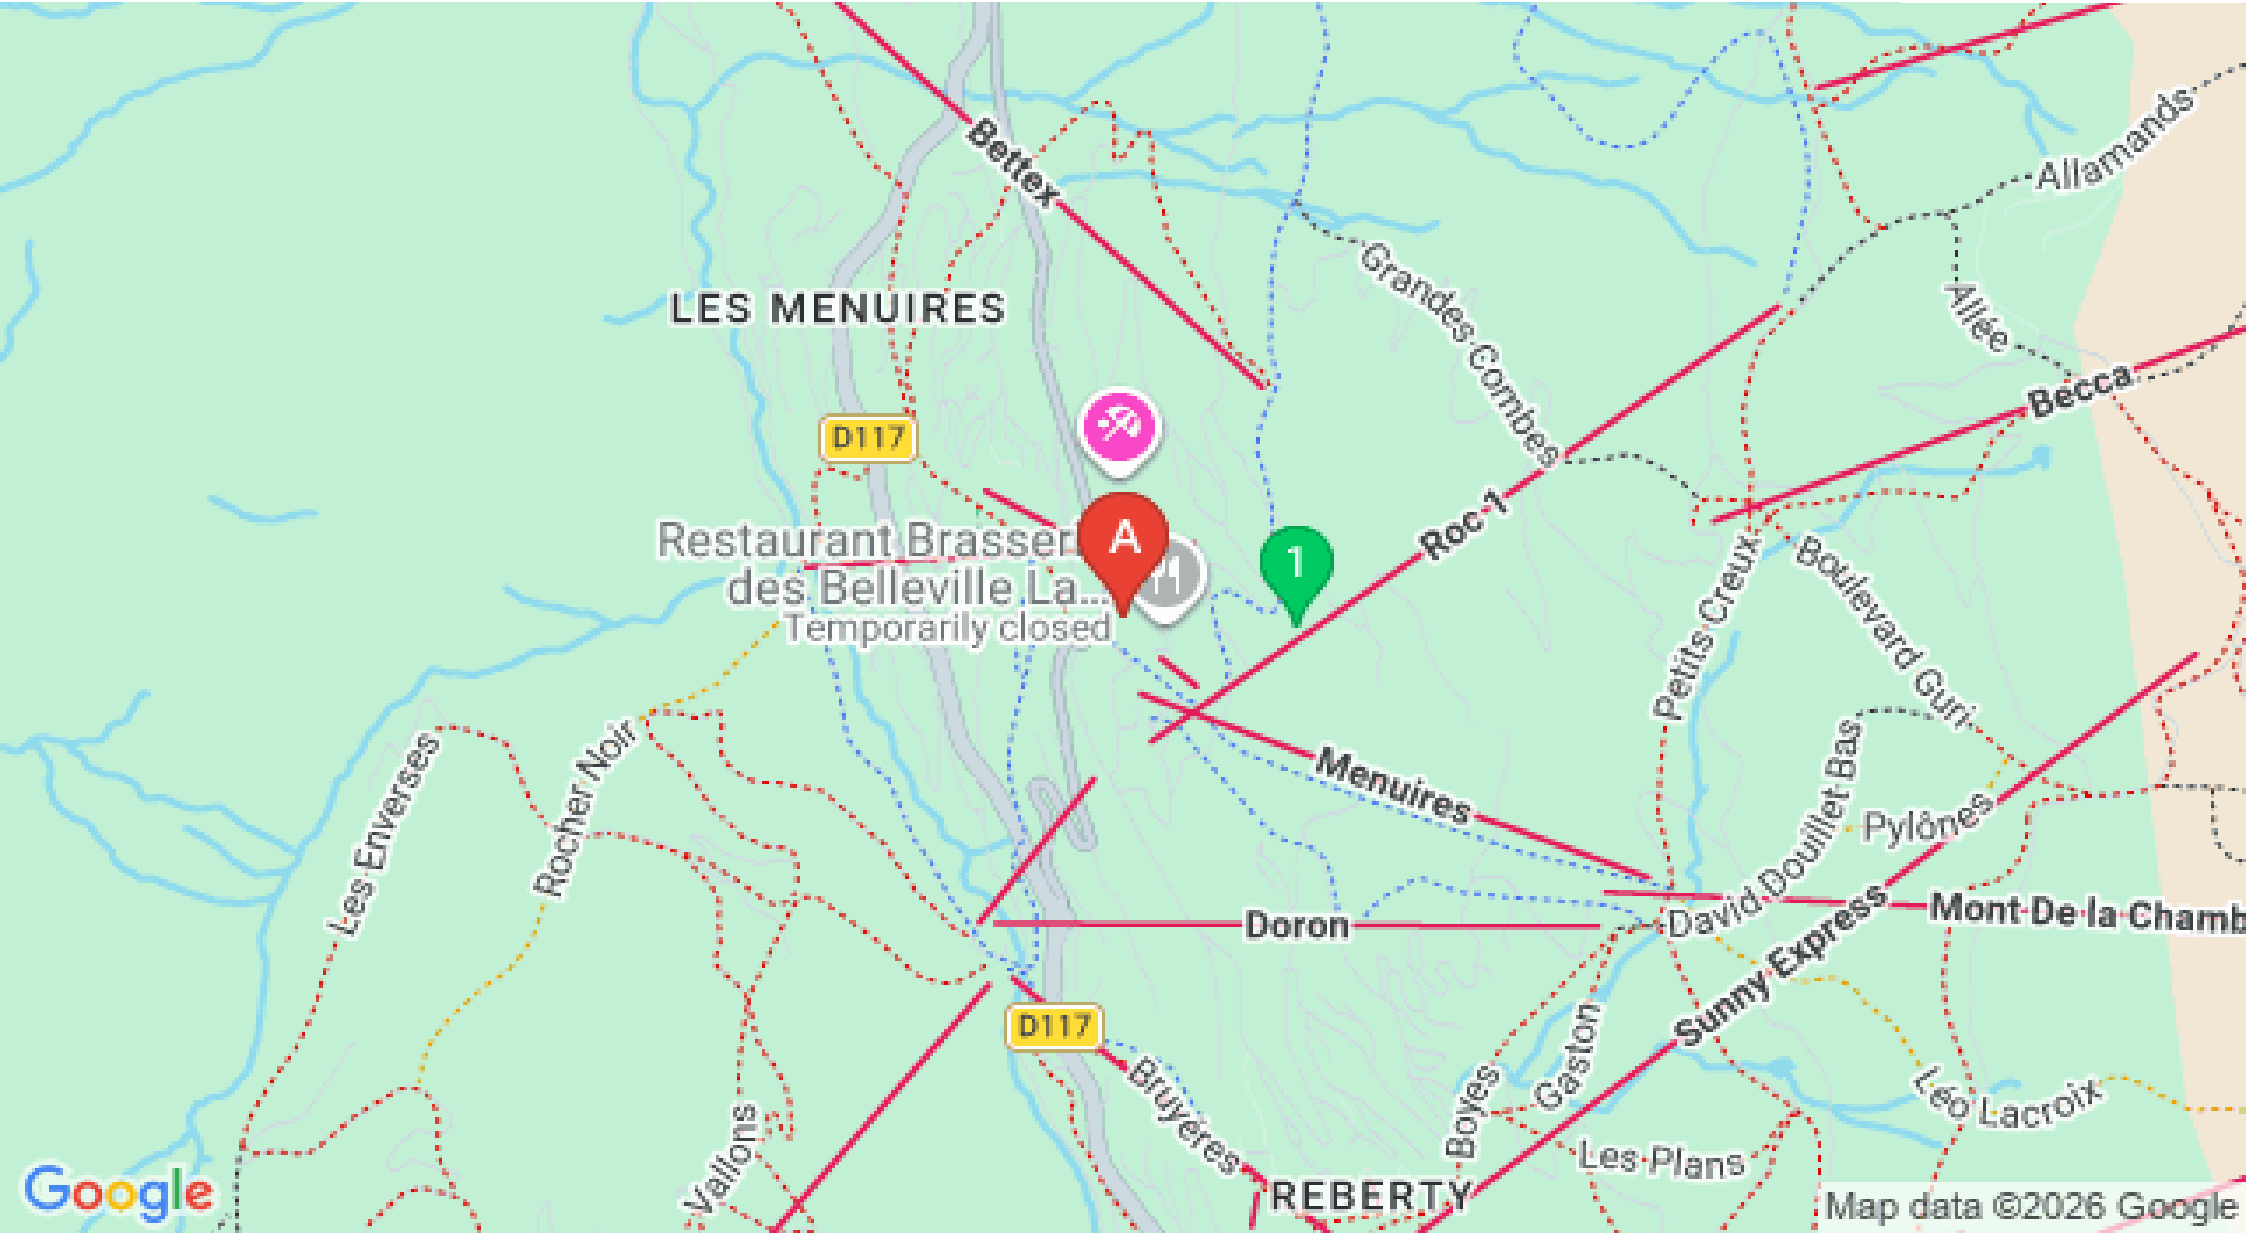 Bettex
Allamands
Grandes Combes
Allée
LES MENUIRES
Becca
D117
Roc 1
A
Restaurant Brasser
des Belleville La...
Temporarily closed
1
Petits Creux
Boulevard Guri
Les Enverses
Rocher Noir
Menuires
David Douillet Bas
Pylônes
Doron
Mont De la Chamb
Sunny Express
D117
Gaston
Bruyères
Boyes
Léo Lacroix
Vallons
Les Plans
REBERTY
Google
Map data ©2026 Google